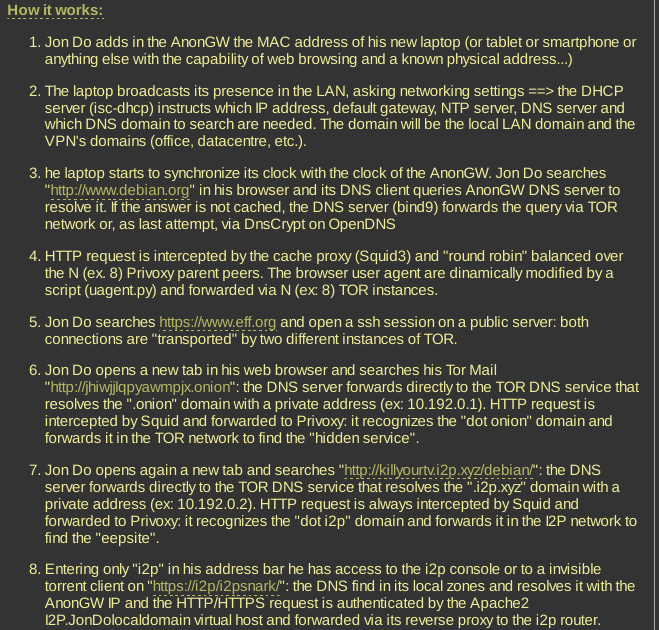 How it works:
1. Jon Do adds in the AnonGW the MAC address of his new laptop (or tablet or smartphone or
anything else with the capability of web browsing and a known physical address...)
2. The laptop broadcasts its presence in the LAN, asking networking settings ==> the DHCP
server (isc-dhcp) instructs which IP address, default gateway, NTP server, DNS server and
which DNS domain to search are needed. The domain will be the local LAN domain and the
VPN's domains (office, datacentre, etc.).
3. he laptop starts to synchronize its clock with the clock of the AnonGW. Jon Do searches
"http://www.debian.org" in his browser and its DNS client queries AnonGW DNS server to
resolve it. If the answer is not cached, the DNS server (bind9) forwards the query via TOR
network or, as last attempt, via DnsCrypt on OpenDNS
4. HTTP request is intercepted by the cache proxy (Squid3) and "round robin" balanced over
the N (ex. 8) Privoxy parent peers. The browser user agent are dinamically modified by a
script (uagent.py) and forwarded via N (ex: 8) TOR instances.
5. Jon Do searches https://www.eff.org and open a ssh session on a public server: both
connections are "transported" by two different instances of TOR.
6. Jon Do opens a new tab in his web browser and searches his Tor Mail
"http://jhiwjjlqpyawmpjx.onion": the DNS server forwards directly to the TOR DNS service that
resolves the ".onion" domain with a private address (ex: 10.192.0.1). HTTP request is
intercepted by Squid and forwarded to Privoxy: it recognizes the "dot onion" domain and
forwards it in the TOR network to find the "hidden service".
7. Jon Do opens again a new tab and searches "http://killyourtv.i2p.xyz/debian/": the DNS
server forwards directly to the TOR DNS service that resolves the ".i2p.xyz" domain with a
private address (ex: 10.192.0.2). HTTP request is always intercepted by Squid and
forwarded to Privoxy: it recognizes the "dot i2p" domain and forwards it in the I2P network to
find the "eepsite".
8. Entering only "i2p" in his address bar he has access to the i2p console or to a invisible
torrent client on "https://i2p/i2psnark/": the DNS find in its local zones and resolves it with the
AnonGW IP and the HTTP/HTTPS request is authenticated by the Apache2
I2P.JonDolocaldomain virtual host and forwarded via its reverse proxy to the i2p router.